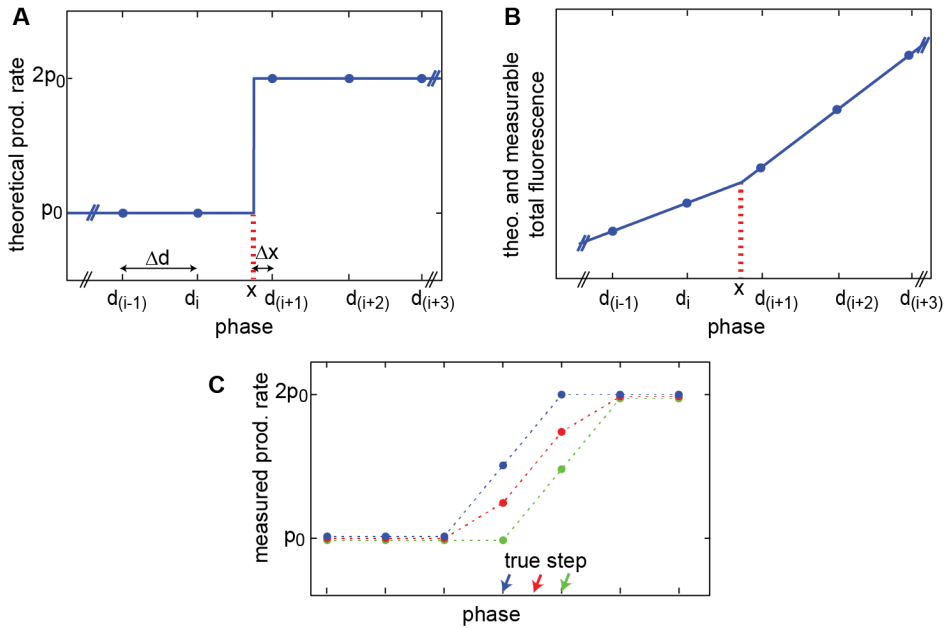 A
theoretical prod. rate
2p₀
p₀
Δd
Δx
d(i-1)
di
x
d(i+1)
d(i+2)
d(i+3)
phase
B
theo. and measurable
total fluorescence
d(i-1)
di
x
d(i+1)
d(i+2)
d(i+3)
phase
C
measured prod. rate
2p₀
p₀
true step
phase